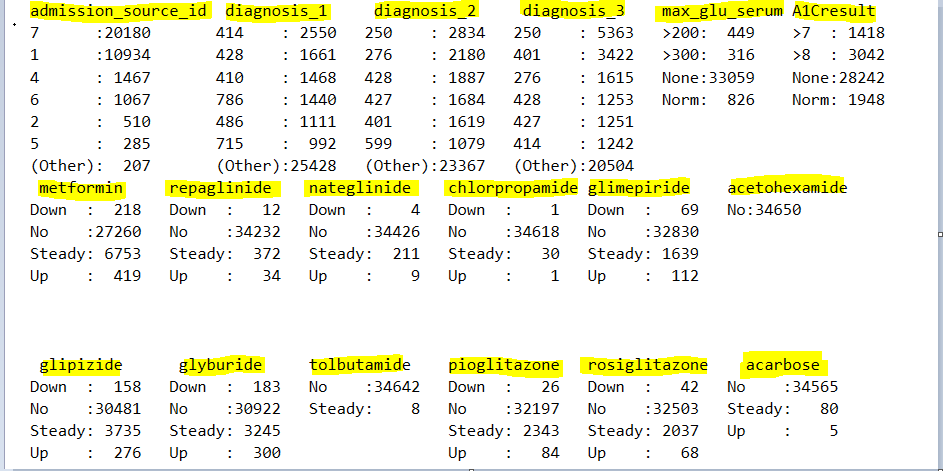 admission_source_id diagnosis_1 diagnosis_2 diagnosis_3 max_glu_serum A1Cresult
7 :20180 414 : 2550 250 : 2834 250 : 5363 >200: 449 >7 : 1418
1 :10934 428 : 1661 276 : 2180 401 : 3422 >300: 316 >8 : 3042
4 : 1467 410 : 1468 428 : 1887 276 : 1615 None:33059 None:28242
6 : 1067 786 : 1440 427 : 1684 428 : 1253 Norm: 826 Norm: 1948
2 : 510 486 : 1111 401 : 1619 427 : 1251
5 : 285 715 : 992 599 : 1079 414 : 1242
(Other): 207 (Other):25428 (Other):23367 (Other):20504
metformin repaglinide nateglinide chlorpropamide glimepiride acetohexamide
Down : 218 Down : 12 Down : 4 Down : 1 Down : 69 No:34650
No :27260 No :34232 No :34426 No :34618 No :32830
Steady: 6753 Steady: 372 Steady: 211 Steady: 30 Steady: 1639
Up : 419 Up : 34 Up : 9 Up : 1 Up : 112
glipizide glyburide tolbutamide pioglitazone rosiglitazone acarbose
Down : 158 Down : 183 No :34642 Down : 26 Down : 42 No :34565
No :30481 No :30922 Steady: 8 No :32197 No :32503 Steady: 80
Steady: 3735 Steady: 3245 Steady: 2343 Steady: 2037 Up : 5
Up : 276 Up : 300 Up : 84 Up : 68